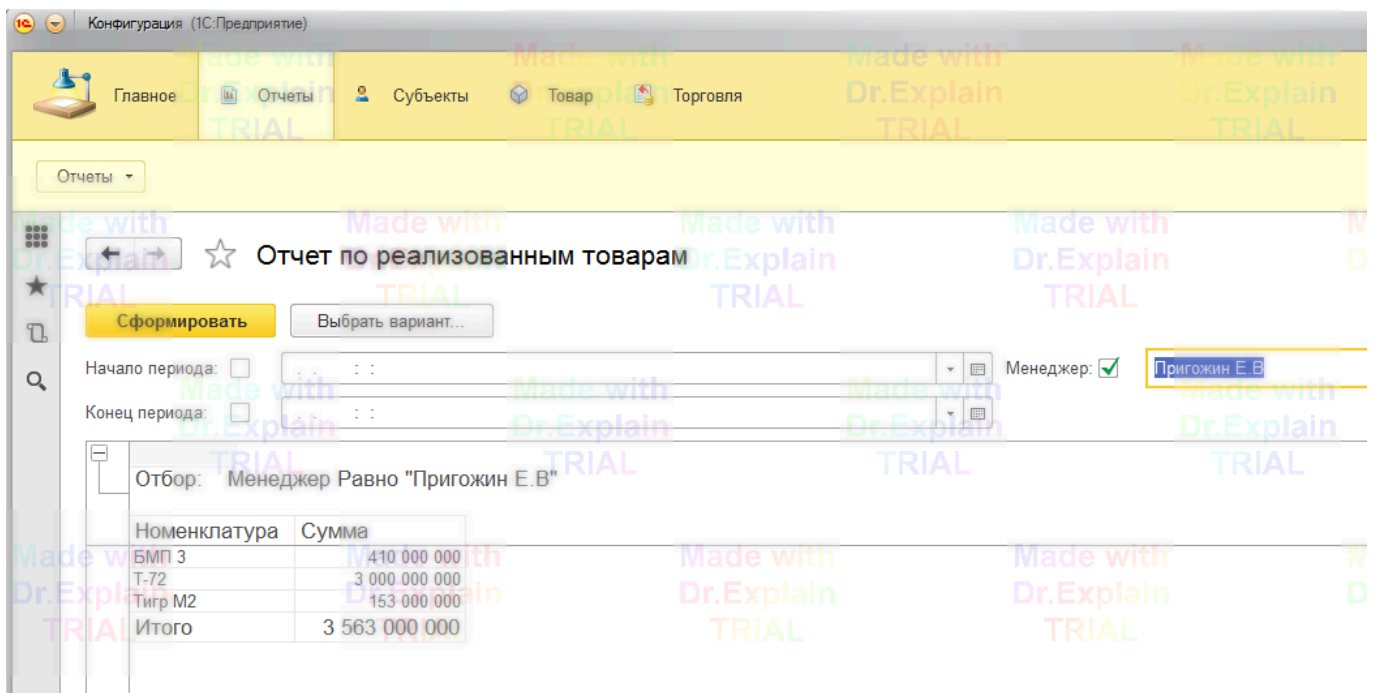 Конфигурация (1С:Предприятие)
Главное Отчеты Субъекты Товар Торговля
Отчеты
Отчет по реализованным товарам
Сформировать Выбрать вариант...
Начало периода: . . : : Менеджер: Пригожин Е.В
Конец периода: . . : :
Отбор: Менеджер Равно "Пригожин Е.В"
Номенклатура Сумма
БМП 3 410 000 000
Т-72 3 000 000 000
Тигр М2 153 000 000
Итого 3 563 000 000
Made with
Dr.Explain
TRIAL